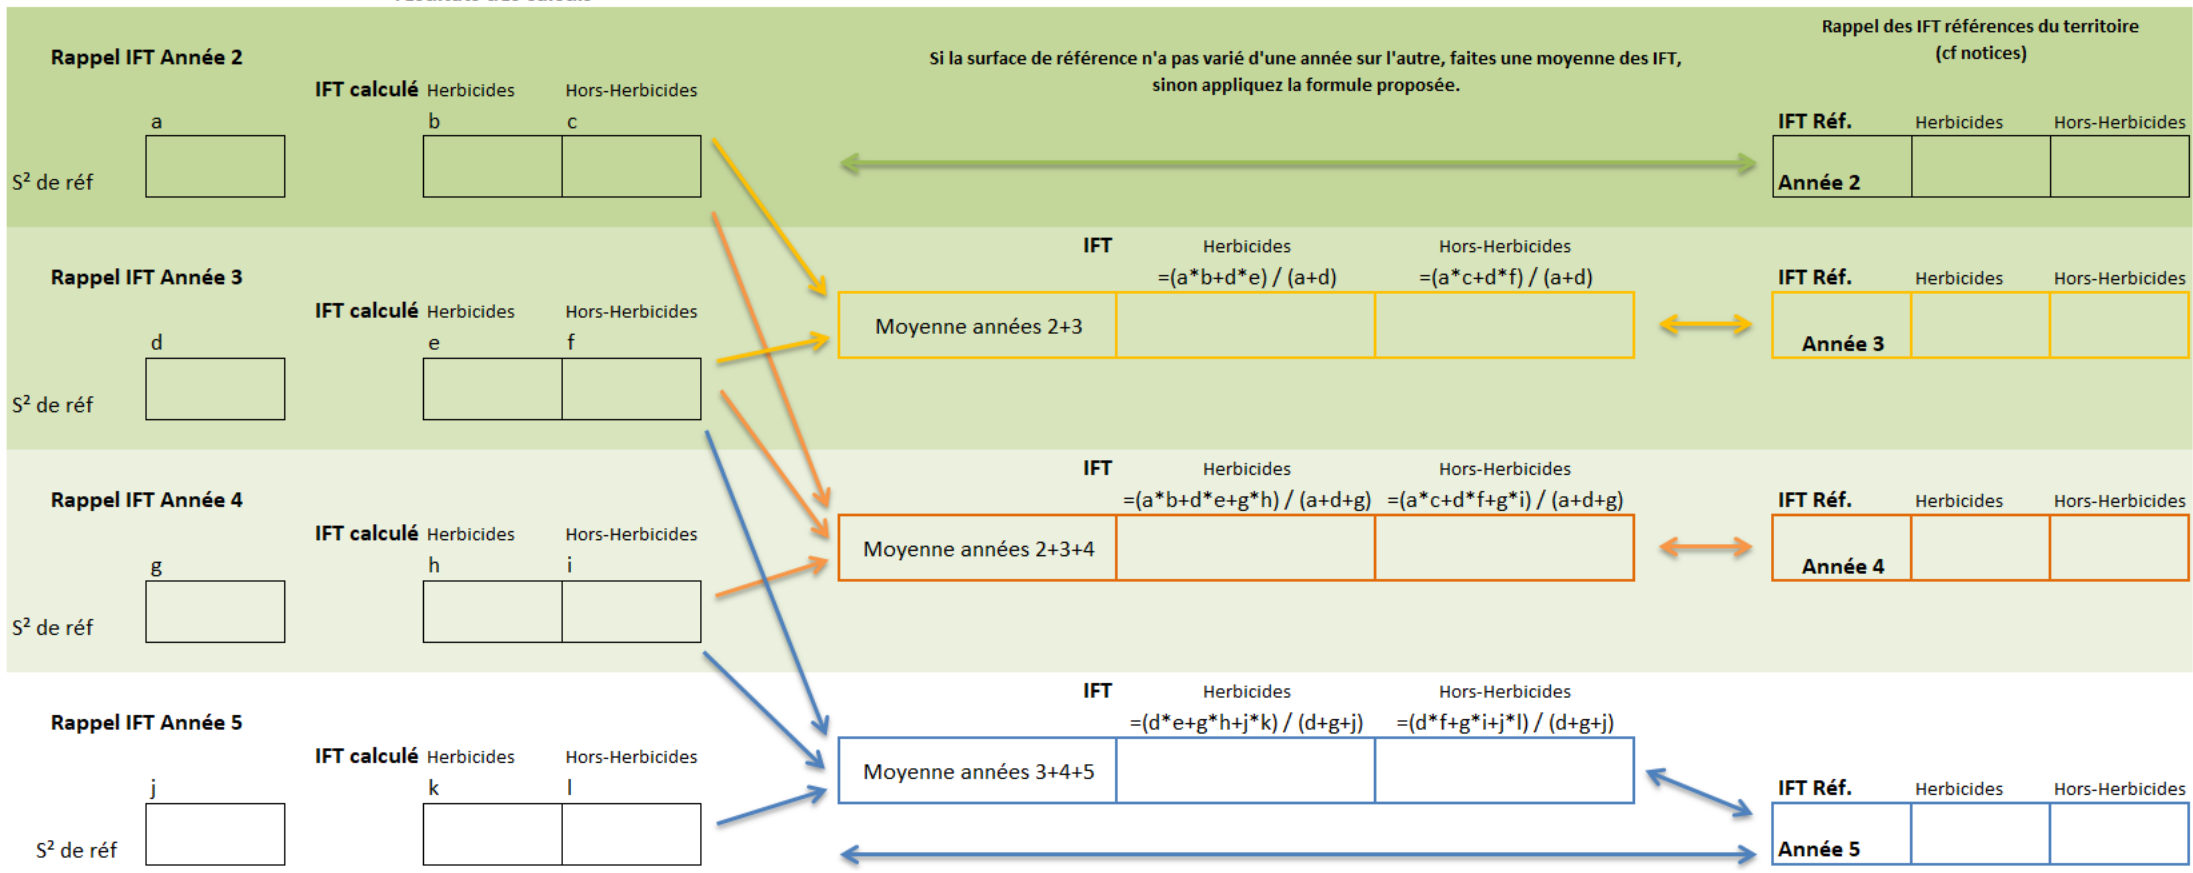 Rappel IFT Année 2
Si la surface de référence n'a pas varié d'une année sur l'autre, faites une moyenne des IFT,
sinon appliquez la formule proposée.
Rappel des IFT références du territoire
(cf notices)
IFT calculé Herbicides Hors-Herbicides
a b c
S² de réf
IFT Réf. Herbicides Hors-Herbicides
Année 2
Rappel IFT Année 3
IFT calculé Herbicides Hors-Herbicides
d e f
S² de réf
IFT Herbicides Hors-Herbicides
=(a*b+d*e) / (a+d) =(a*c+d*f) / (a+d)
Moyenne années 2+3
IFT Réf. Herbicides Hors-Herbicides
Année 3
Rappel IFT Année 4
IFT calculé Herbicides Hors-Herbicides
g h i
S² de réf
IFT Herbicides Hors-Herbicides
=(a*b+d*e+g*h) / (a+d+g) =(a*c+d*f+g*i) / (a+d+g)
Moyenne années 2+3+4
IFT Réf. Herbicides Hors-Herbicides
Année 4
Rappel IFT Année 5
IFT calculé Herbicides Hors-Herbicides
j k l
S² de réf
IFT Herbicides Hors-Herbicides
=(d*e+g*h+j*k) / (d+g+j) =(d*f+g*i+j*l) / (d+g+j)
Moyenne années 3+4+5
IFT Réf. Herbicides Hors-Herbicides
Année 5